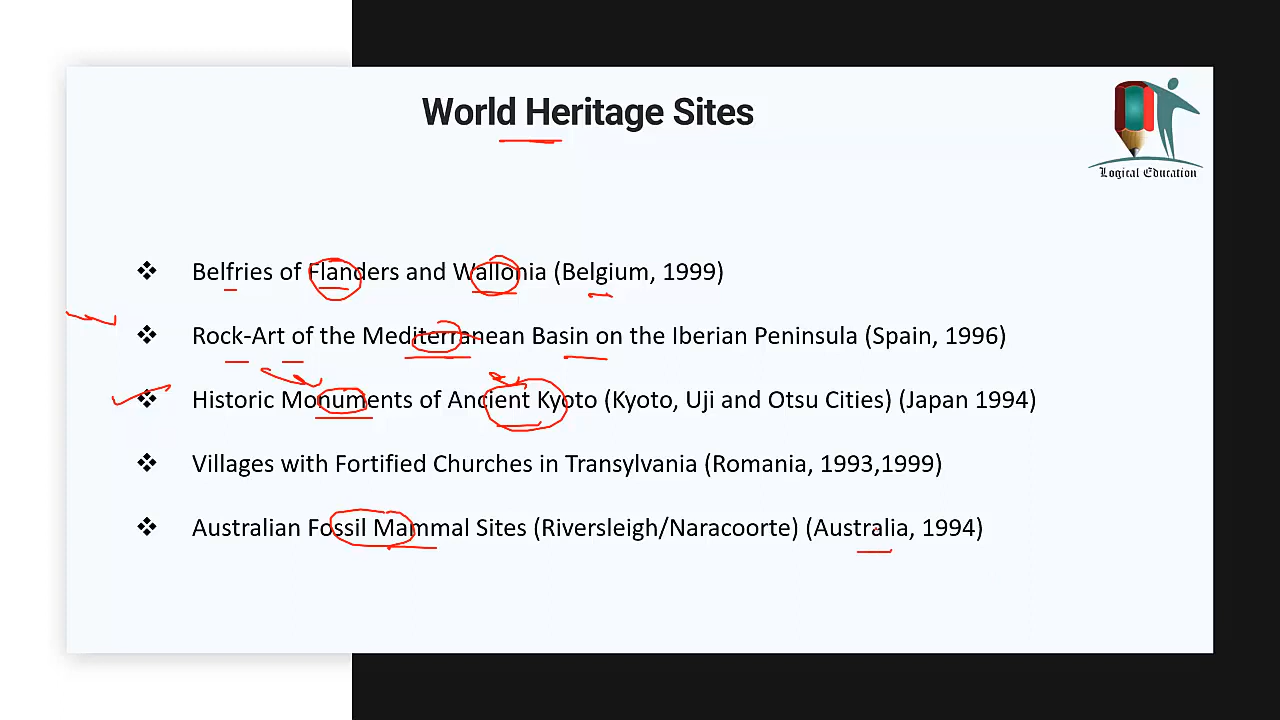 World Heritage Sites
Logical Education
❖ Belfries of Flanders and Wallonia (Belgium, 1999)
❖ Rock-Art of the Mediterranean Basin on the Iberian Peninsula (Spain, 1996)
❖ Historic Monuments of Ancient Kyoto (Kyoto, Uji and Otsu Cities) (Japan 1994)
❖ Villages with Fortified Churches in Transylvania (Romania, 1993,1999)
❖ Australian Fossil Mammal Sites (Riversleigh/Naracoorte) (Australia, 1994)